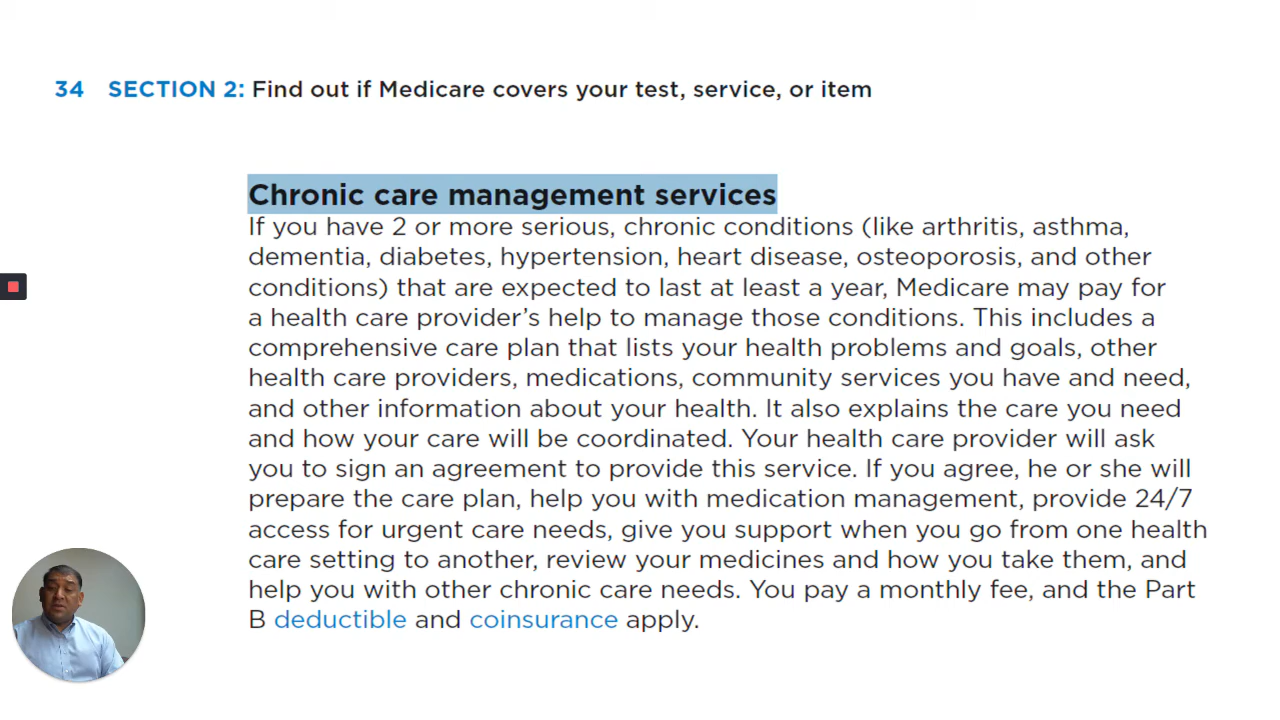 34 SECTION 2: Find out if Medicare covers your test, service, or item
Chronic care management services
If you have 2 or more serious, chronic conditions (like arthritis, asthma,
dementia, diabetes, hypertension, heart disease, osteoporosis, and other
conditions) that are expected to last at least a year, Medicare may pay for
a health care provider’s help to manage those conditions. This includes a
comprehensive care plan that lists your health problems and goals, other
health care providers, medications, community services you have and need,
and other information about your health. It also explains the care you need
and how your care will be coordinated. Your health care provider will ask
you to sign an agreement to provide this service. If you agree, he or she will
prepare the care plan, help you with medication management, provide 24/7
access for urgent care needs, give you support when you go from one health
care setting to another, review your medicines and how you take them, and
help you with other chronic care needs. You pay a monthly fee, and the Part
B deductible and coinsurance apply.